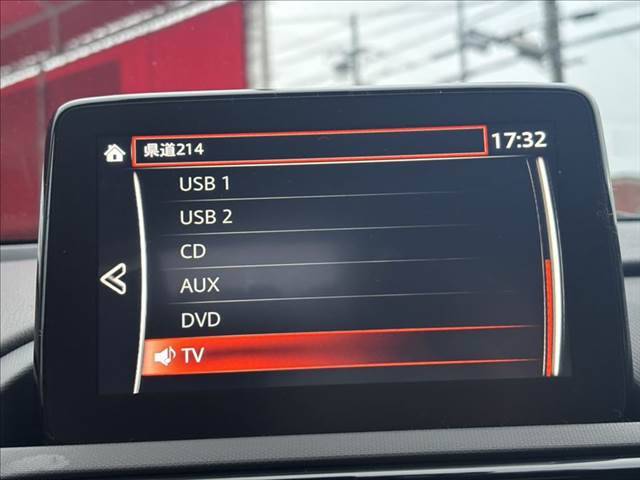 県道214
17:32
USB 1
USB 2
CD
AUX
DVD
TV